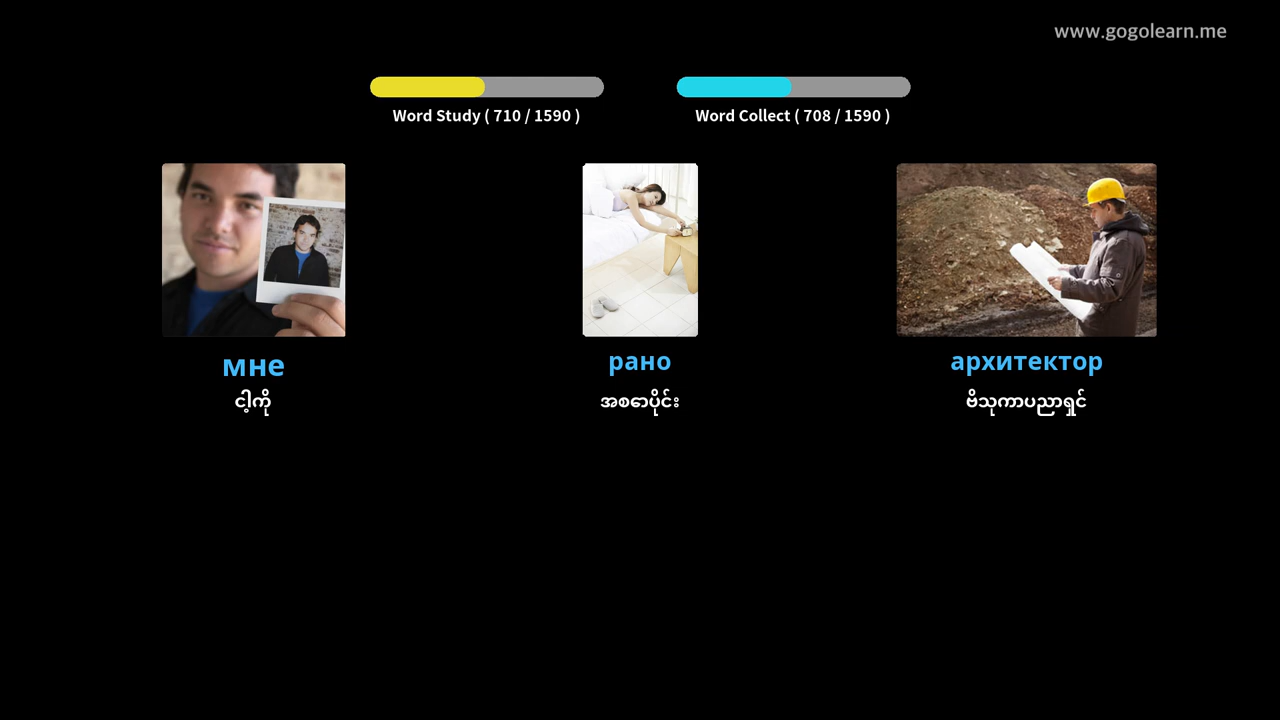 www.gogolearn.me
Word Study ( 710 / 1590 )
Word Collect ( 708 / 1590 )
мне
рано
архитектор
ငါ့ကို
အစောပိုင်း
ဗိသုကာပညာရှင်